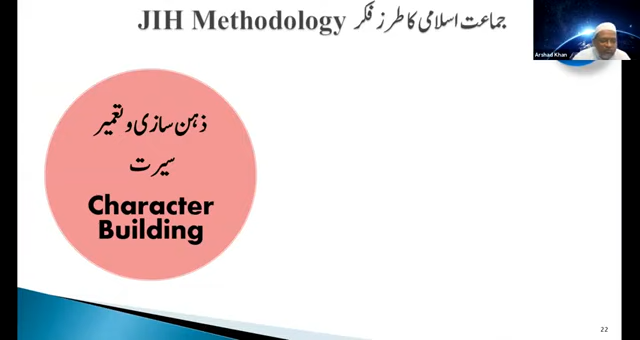 JIH Methodology جماعت اسلامی کا طرز فکر
Arshad Khan
ذہن سازی و تعمیر
سیرت
Character
Building
22